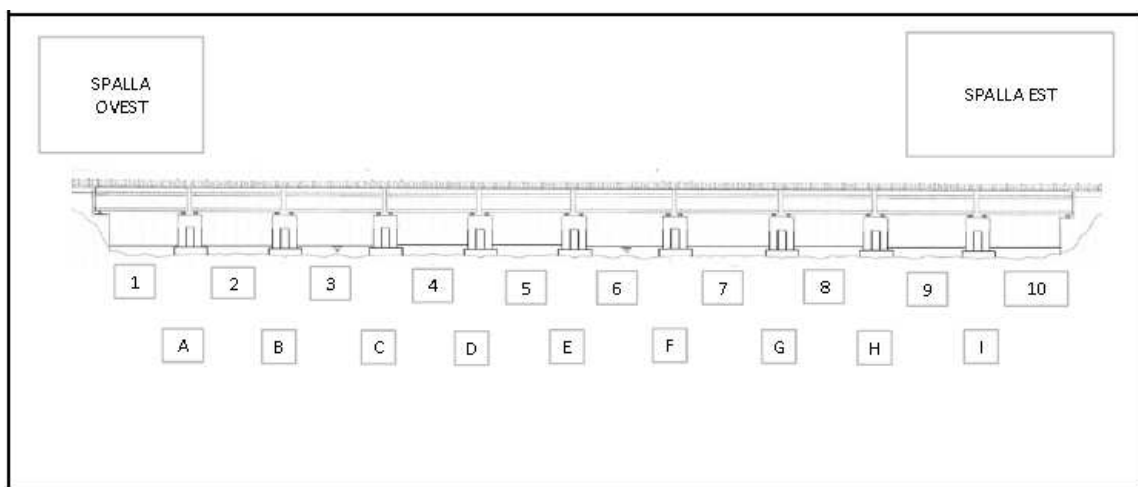 SPALLA
OVEST
SPALLA EST
1 2 3 4 5 6 7 8 9 10
A B C D E F G H I